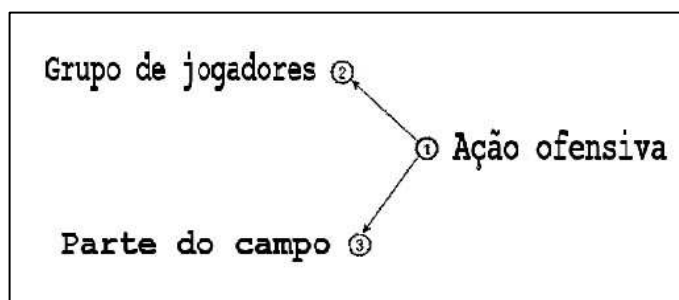 Grupo de jogadores ②
① Ação ofensiva
Parte do campo ③